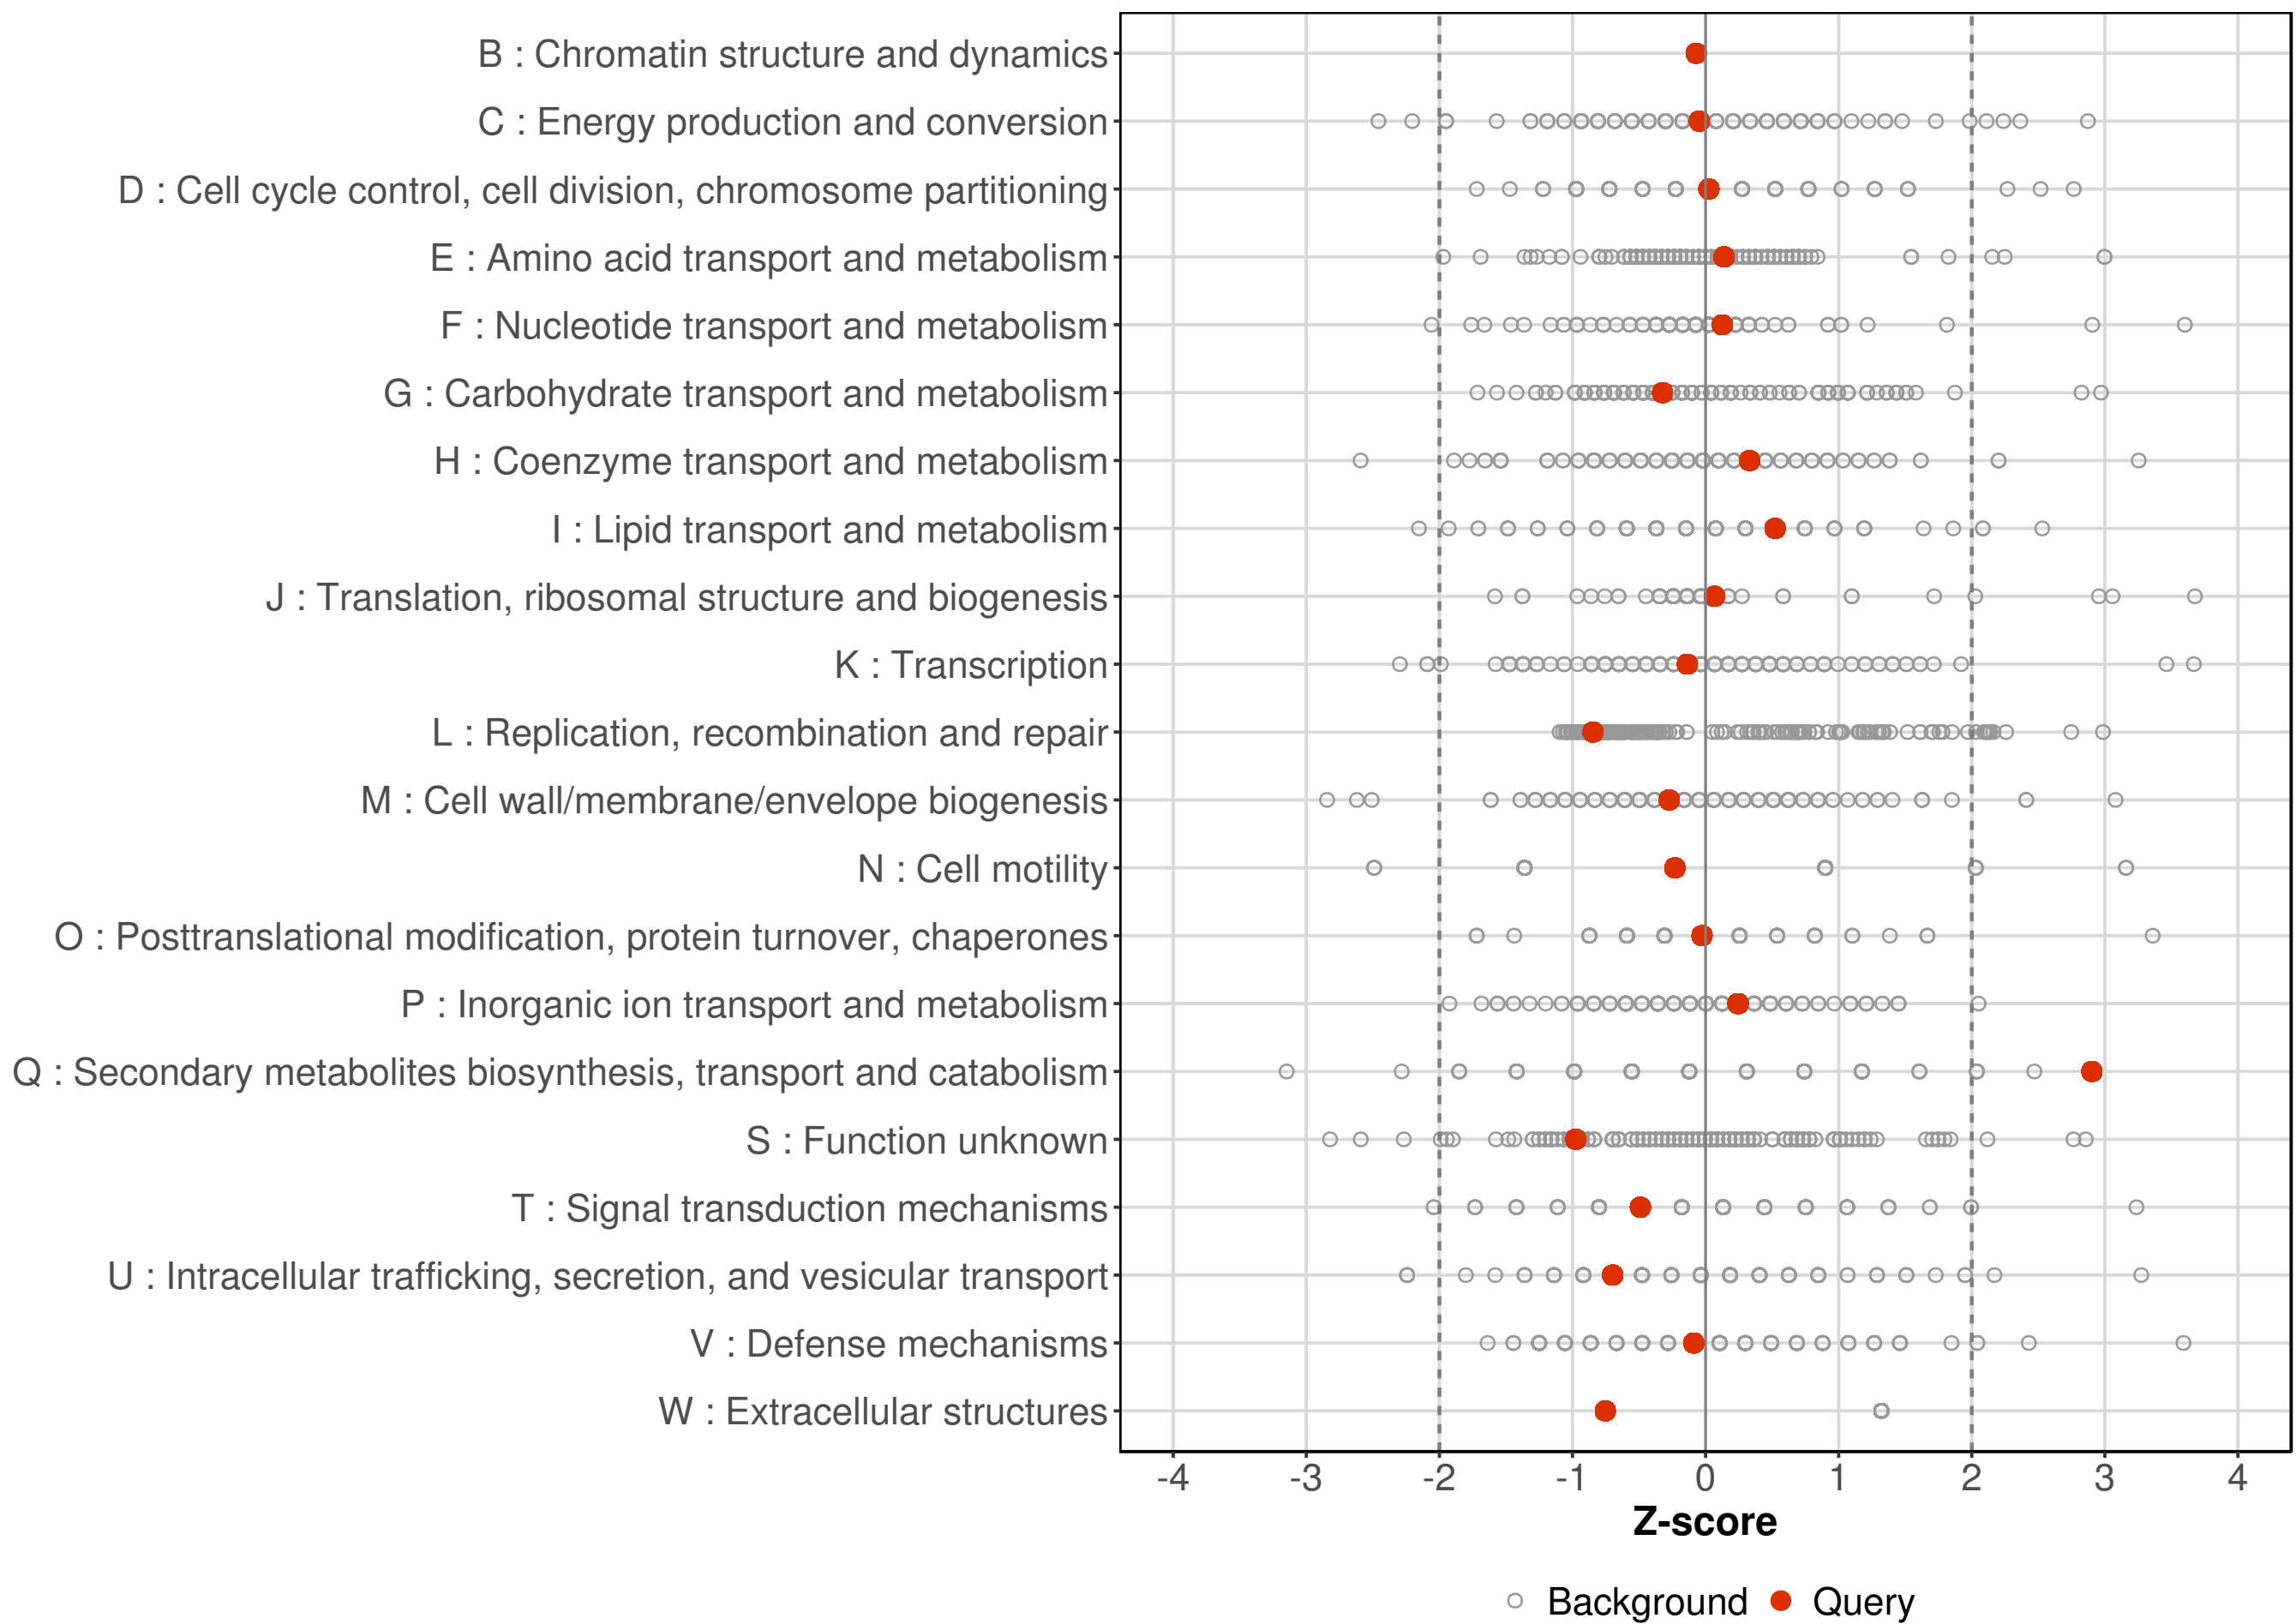 B : Chromatin structure and dynamics
C : Energy production and conversion
D : Cell cycle control, cell division, chromosome partitioning
E : Amino acid transport and metabolism
F : Nucleotide transport and metabolism
G : Carbohydrate transport and metabolism
H : Coenzyme transport and metabolism
I : Lipid transport and metabolism
J : Translation, ribosomal structure and biogenesis
K : Transcription
L : Replication, recombination and repair
M : Cell wall/membrane/envelope biogenesis
N : Cell motility
O : Posttranslational modification, protein turnover, chaperones
P : Inorganic ion transport and metabolism
Q : Secondary metabolites biosynthesis, transport and catabolism
S : Function unknown
T : Signal transduction mechanisms
U : Intracellular trafficking, secretion, and vesicular transport
V : Defense mechanisms
W : Extracellular structures
-4 -3 -2 -1 0 1 2 3 4
Z-score
Background Query